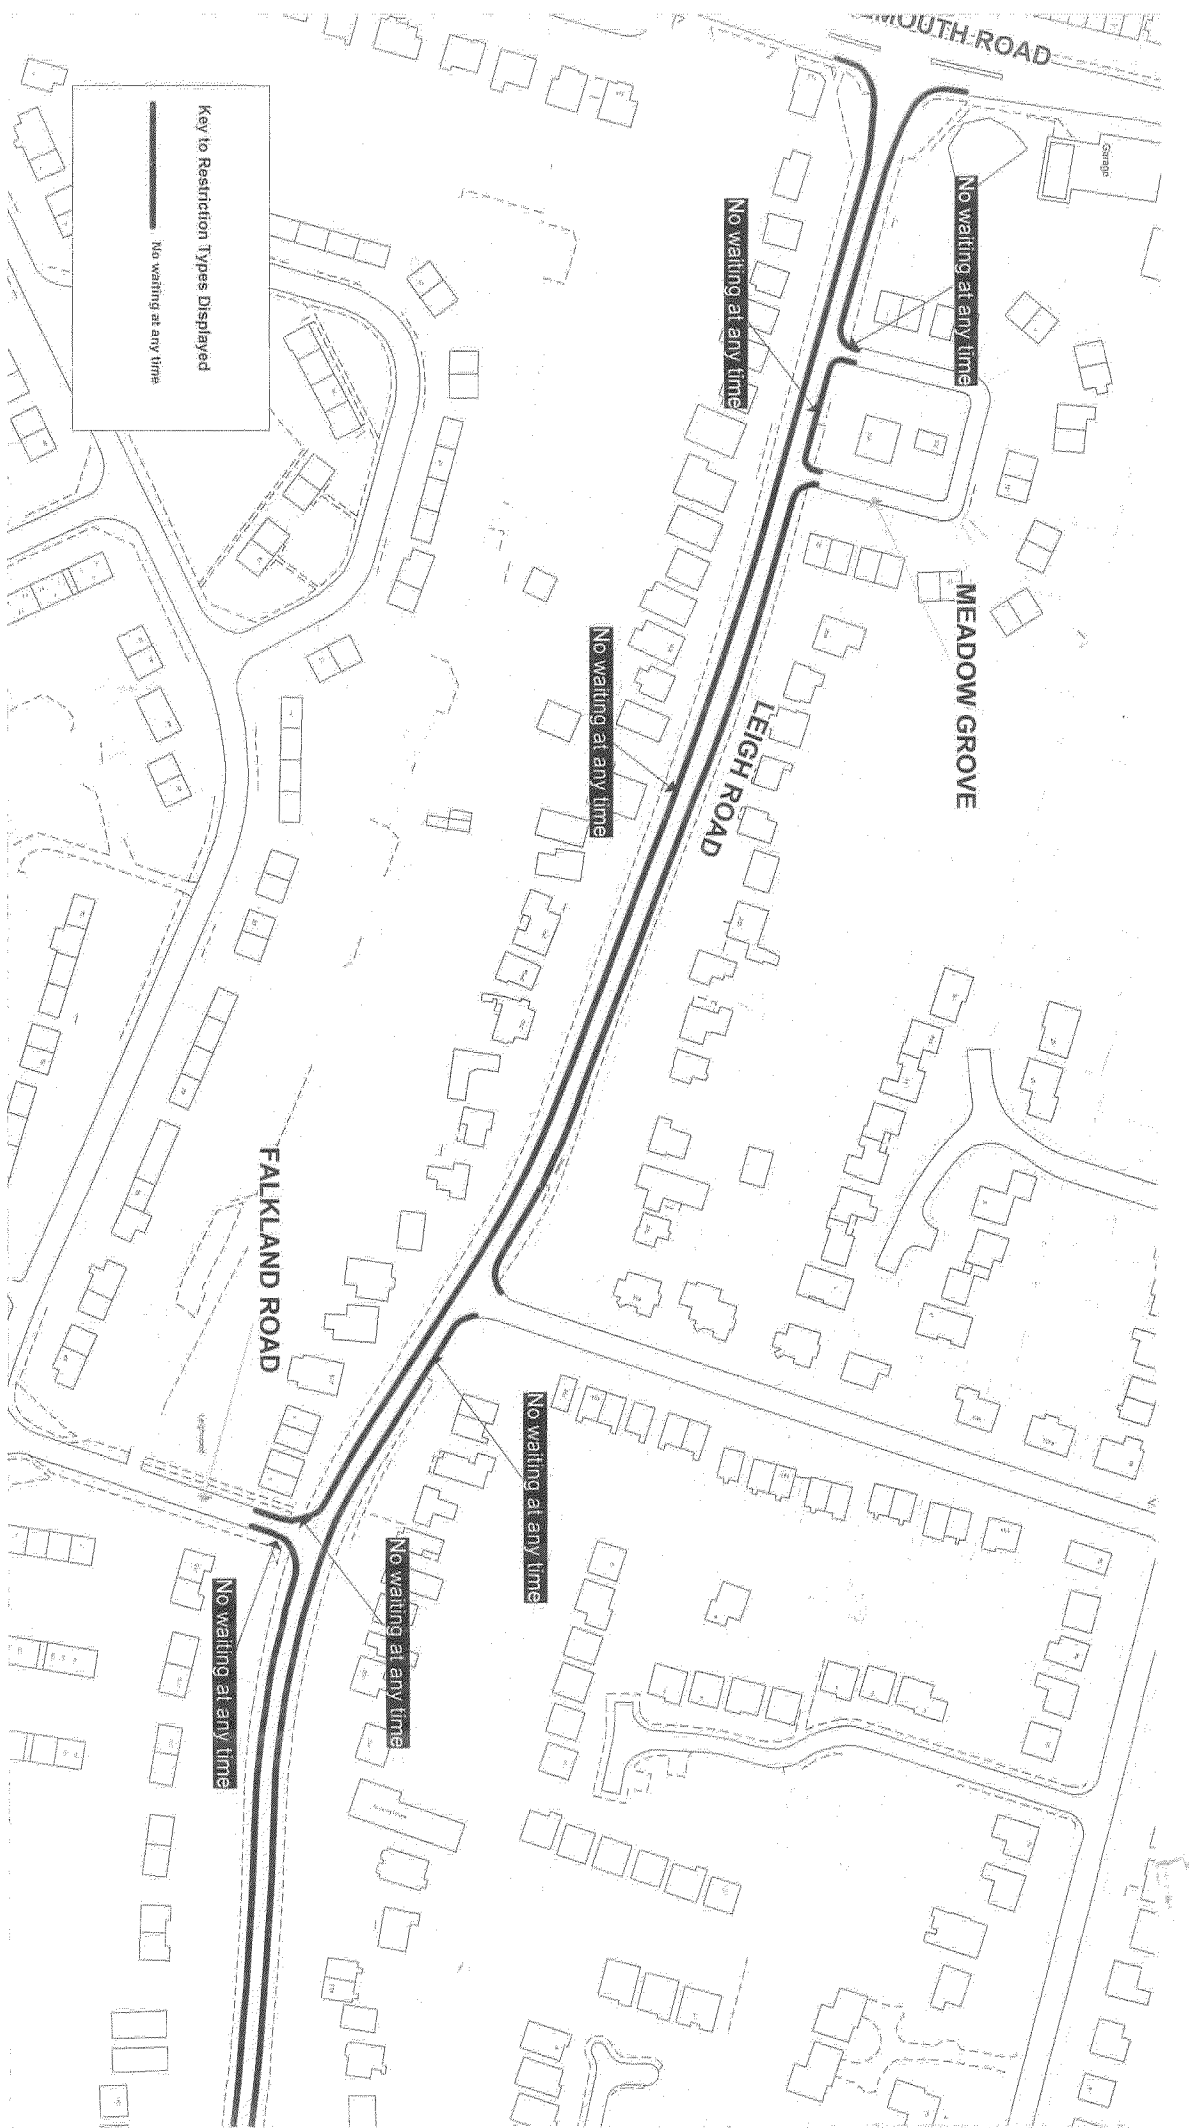 MOUTH ROAD
Garage
No waiting at any time
No waiting at any time
MEADOW GROVE
LEIGH ROAD
No waiting at any time
FALKLAND ROAD
No waiting at any time
No waiting at any time
No waiting at any time
Key to Restriction Types Displayed
No waiting at any time